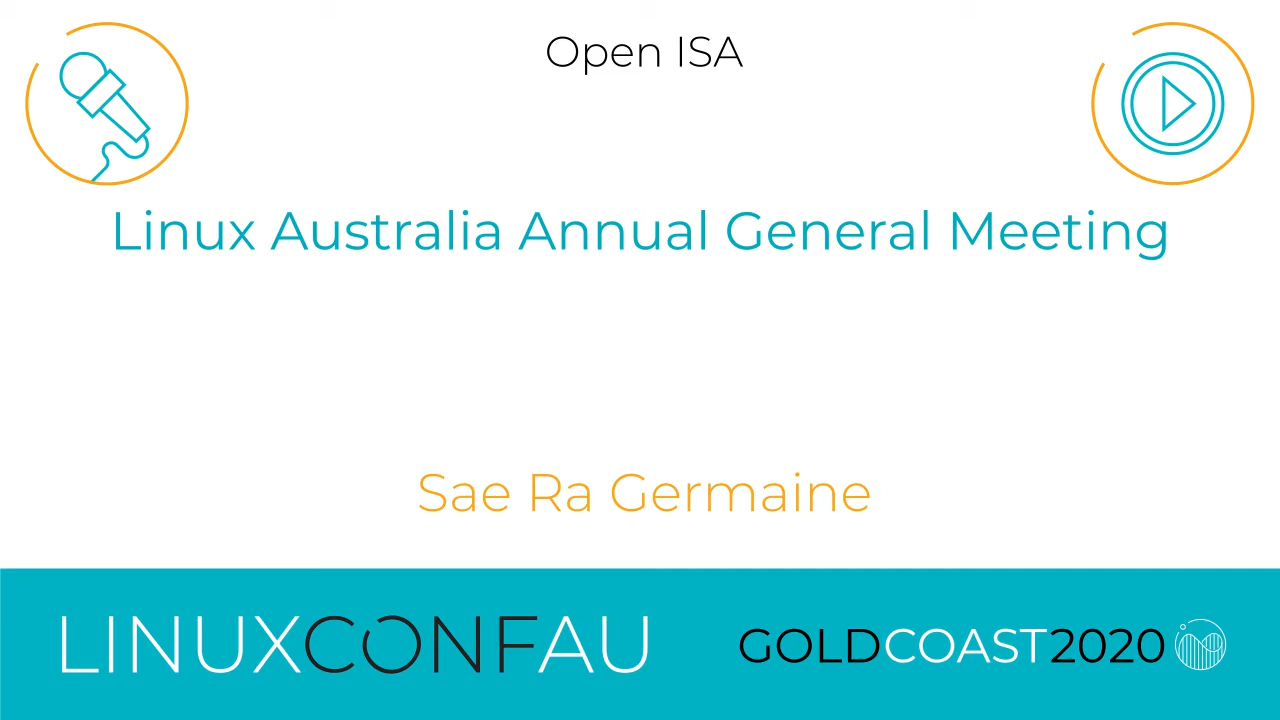 Open ISA
Linux Australia Annual General Meeting
Sae Ra Germaine
LINUXCONFAU
GOLDCOAST2020